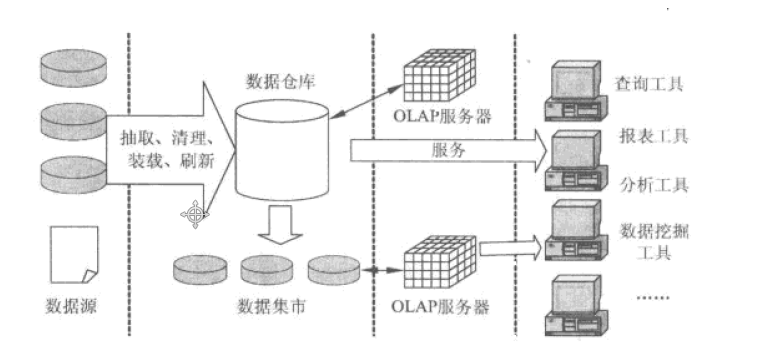 数据仓库
查询工具
OLAP服务器
抽取、清理、
装载、刷新
服务
报表工具
分析工具
数据挖掘
工具
数据源
数据集市
OLAP服务器
......